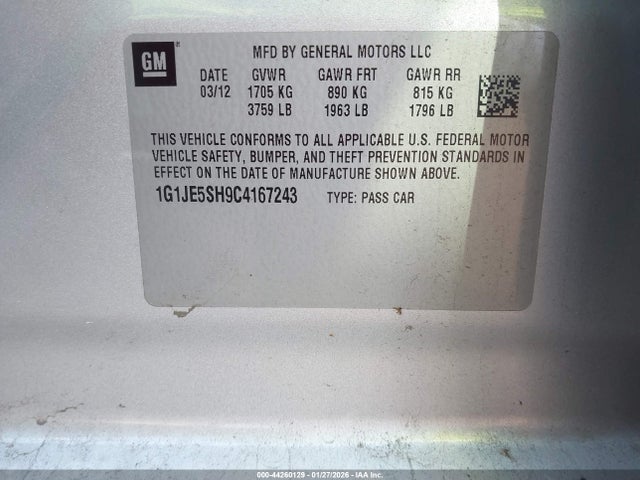 GM
MFD BY GENERAL MOTORS LLC
DATE GVWR GAWR FRT GAWR RR
03/12 1705 KG 890 KG 815 KG
3759 LB 1963 LB 1796 LB
THIS VEHICLE CONFORMS TO ALL APPLICABLE U.S. FEDERAL MOTOR
VEHICLE SAFETY, BUMPER, AND THEFT PREVENTION STANDARDS IN
EFFECT ON THE DATE OF MANUFACTURE SHOWN ABOVE.
1G1JE5SH9C4167243 TYPE: PASS CAR
000-44260129 - 01/27/2026 - IAAI.COM